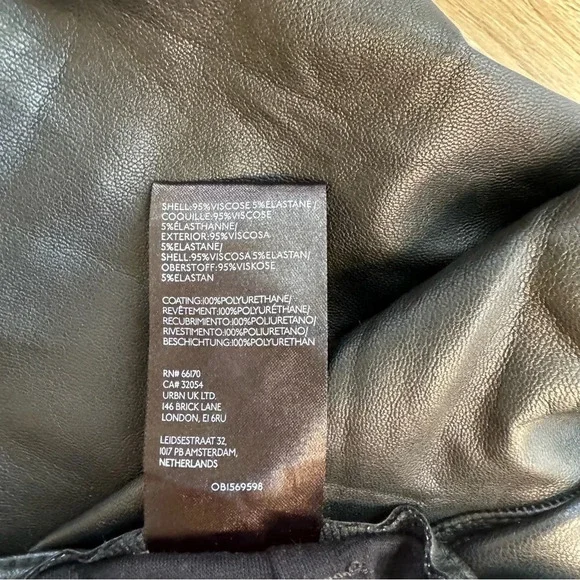 SHELL:95%VISCOSE 5%ELASTANE/
COQUILLE:95%VISCOSE
5%ÉLASTHANNE/
EXTERIOR:95%VISCOSA
5%ELASTANE/
SHELL:95%VISCOSA 5%ELASTAN/
OBERSTOFF:95%VISKOSE
5%ELASTAN
COATING:100%POLYURETHANE/
REVÊTEMENT:100%POLYURÉTHANE/
RECUBRIMIENTO:100%POLIURETANO/
RIVESTIMENTO:100%POLIURETANO/
BESCHICHTUNG:100%POLYURETHAN
RN# 66170
CA# 32054
URBN UK LTD.
146 BRICK LANE
LONDON, E1 6RU
LEIDSESTRAAT 32,
1017 PB AMSTERDAM,
NETHERLANDS
OB1569598